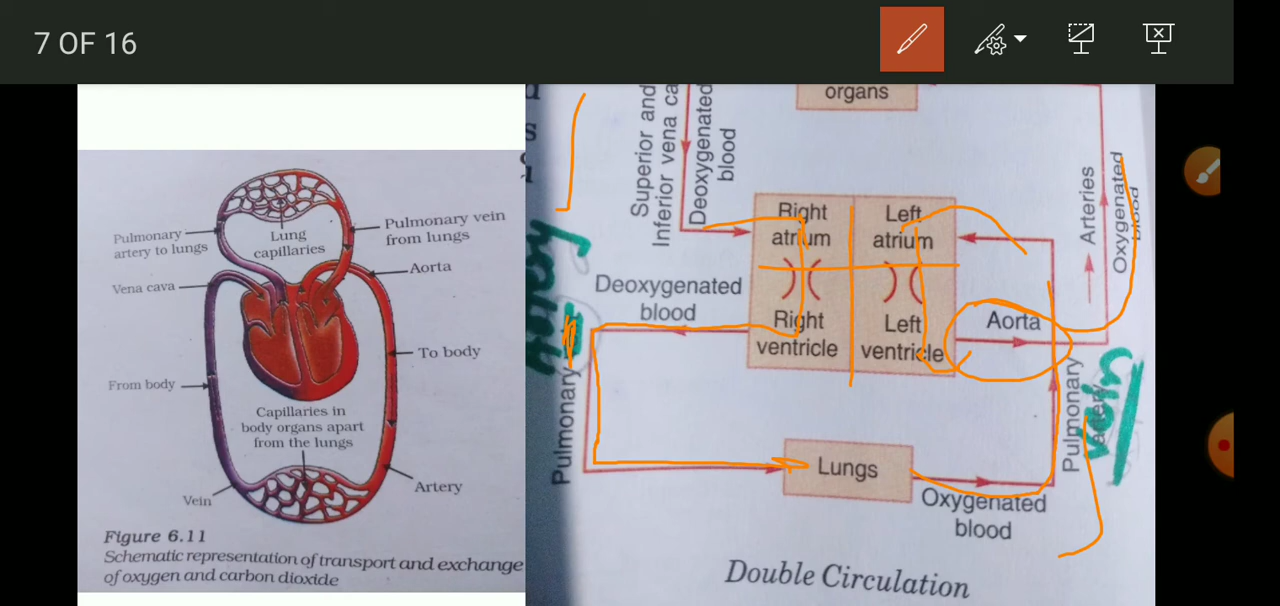 7 OF 16
Pulmonary
artery to lungs
Lung
capillaries
Pulmonary vein
from lungs
Aorta
Vena cava
To body
From body
Capillaries in
body organs apart
from the lungs
Vein
Artery
Figure 6.11
Schematic representation of transport and exchange
of oxygen and carbon dioxide
organs
Superior and
Inferior vena ca
Deoxygenated
blood
Right
atrium
Left
atrium
Arteries
Oxygenated
blood
Deoxygenated
blood
Right
ventricle
Left
ventricle
Aorta
Pulmonary
artery
Pulmonary
vein
Lungs
Oxygenated
blood
Double Circulation